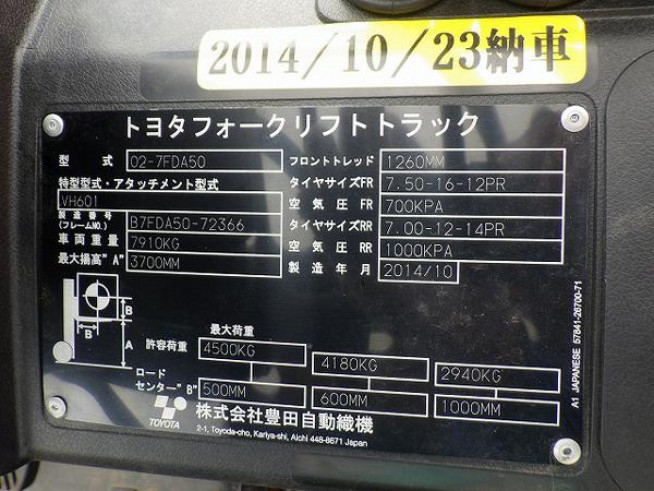 2014/10/23納車
トヨタフォークリフトトラック
型 式 02-7FDA50 フロントトレッド 1260MM
特型型式・アタッチメント型式 タイヤサイズFR 7.50-16-12PR
VH601 空 気 圧 FR 700KPA
製造番号 (フレームNO.) B7FDA50-72366 タイヤサイズRR 7.00-12-14PR
車両重量 7910KG 空 気 圧 RR 1000KPA
最大揚高"A" 3700MM 製 造 年 月 2014/10
B
B
A
最大荷重
許容荷重 4500KG 4180KG 2940KG
ロード
センター"B" 500MM 600MM 1000MM
TOYOTA 株式会社豊田自動織機
2-1, Toyoda-cho, Kariya-shi, Aichi 448-8671 Japan
A1 JAPANESE 57841-26700-71